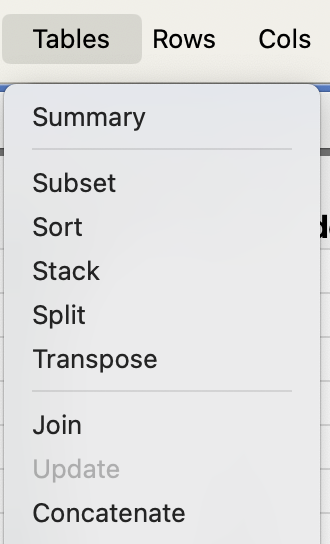 Tables Rows Cols
Summary
Subset
Sort
Stack
Split
Transpose
Join
Update
Concatenate